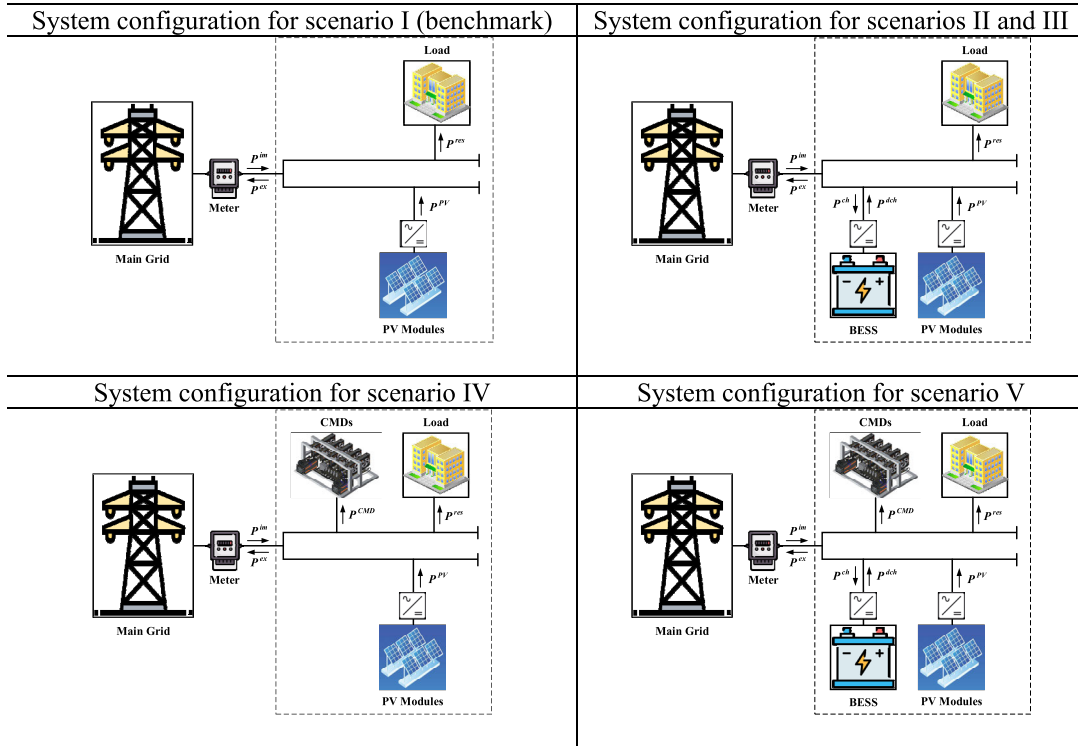 System configuration for scenario I (benchmark)
Load
P^res
P^im
P^ex
Meter
Main Grid
P^PV
PV Modules
System configuration for scenarios II and III
Load
P^res
P^im
P^ex
Meter
Main Grid
P^ch P^dch P^PV
BESS PV Modules
System configuration for scenario IV
CMDs Load
P^CMD P^res
P^im
P^ex
Meter
Main Grid
P^PV
PV Modules
System configuration for scenario V
CMDs Load
P^CMD P^res
P^im
P^ex
Meter
Main Grid
P^ch P^dch P^PV
BESS PV Modules